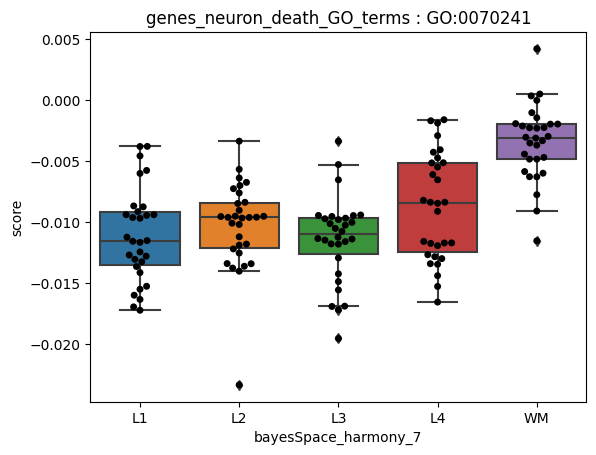 genes_neuron_death_GO_terms : GO:0070241
0.005
0.000
−0.005
−0.010
−0.015
−0.020
score
L1 L2 L3 L4 WM
bayesSpace_harmony_7